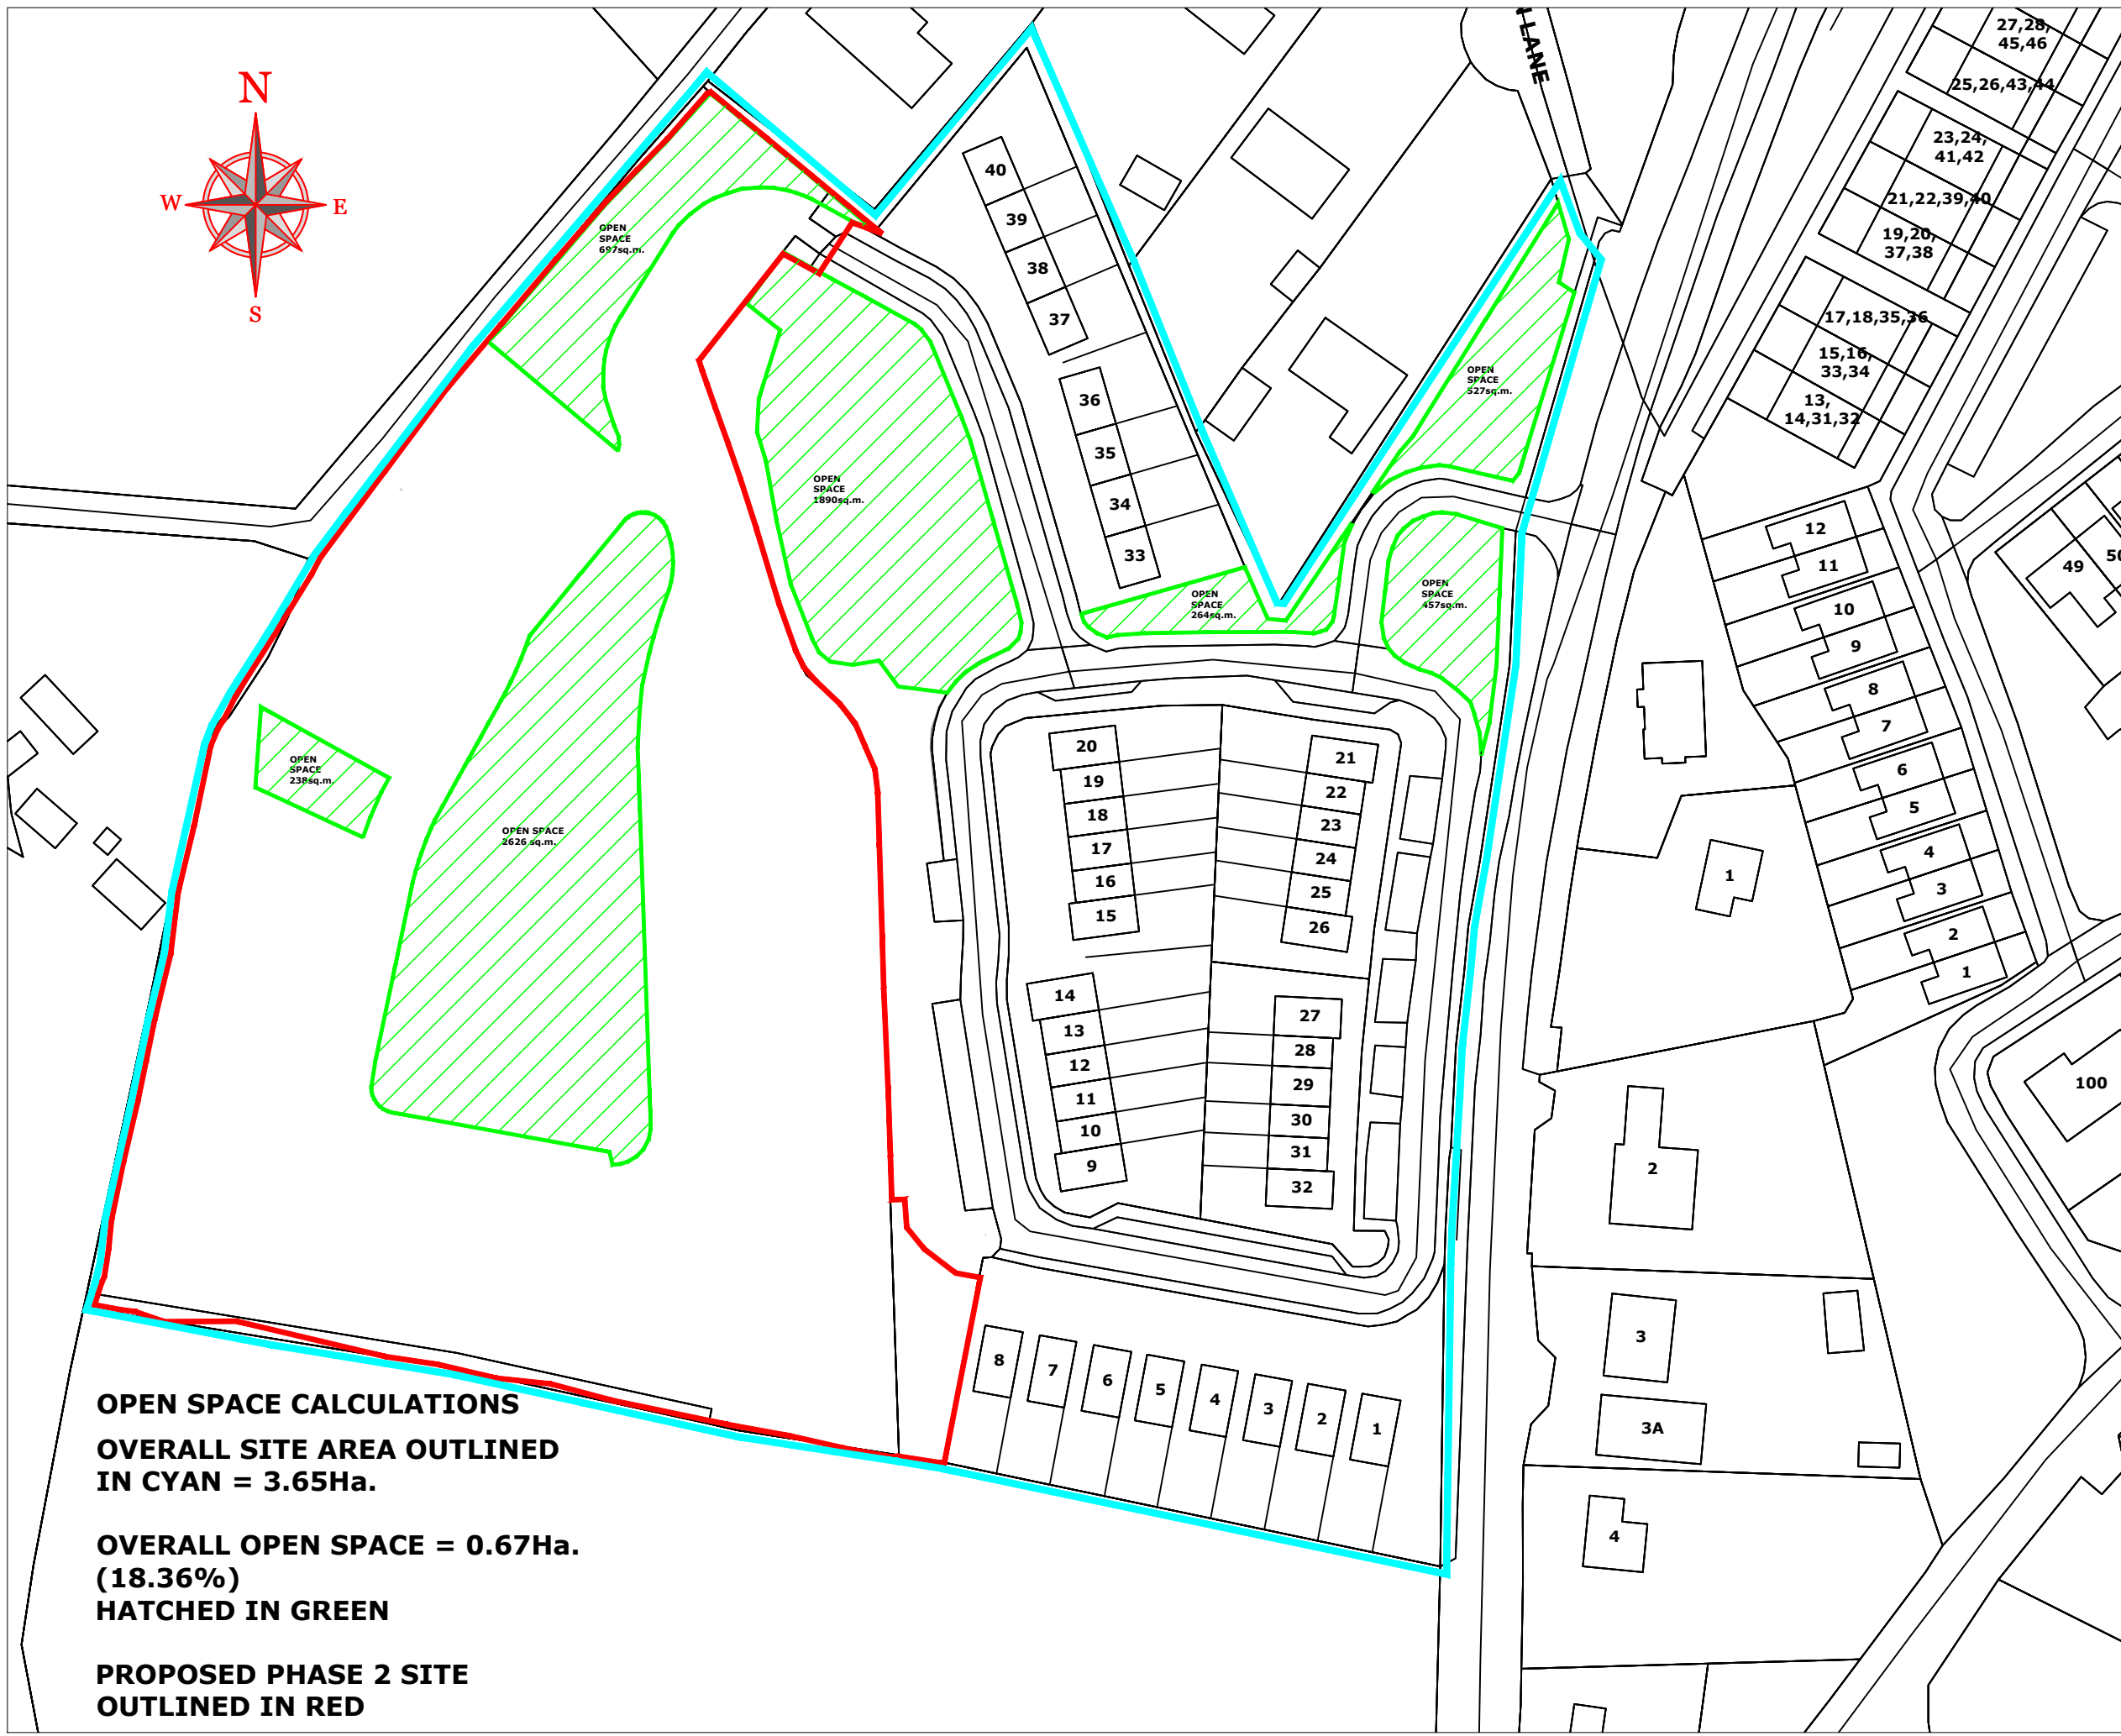 N
W
E
S
N LANE
27,28,
45,46
25,26,43,44
23,24,
41,42
21,22,39,40
19,20,
37,38
17,18,35,36
15,16,
33,34
13,
14,31,32
40
39
38
37
36
35
34
33
OPEN
SPACE
697sq.m.
OPEN
SPACE
1890sq.m.
OPEN
SPACE
527sq.m.
OPEN
SPACE
264sq.m.
OPEN
SPACE
457sq.m.
OPEN
SPACE
238sq.m.
OPEN SPACE
2626 sq.m.
12
11
10
9
8
7
6
5
4
3
2
1
49
50
100
20
19
18
17
16
15
14
13
12
11
10
9
21
22
23
24
25
26
27
28
29
30
31
32
8
7
6
5
4
3
2
1
1
2
3
3A
4
OPEN SPACE CALCULATIONS
OVERALL SITE AREA OUTLINED
IN CYAN = 3.65Ha.
OVERALL OPEN SPACE = 0.67Ha.
(18.36%)
HATCHED IN GREEN
PROPOSED PHASE 2 SITE
OUTLINED IN RED